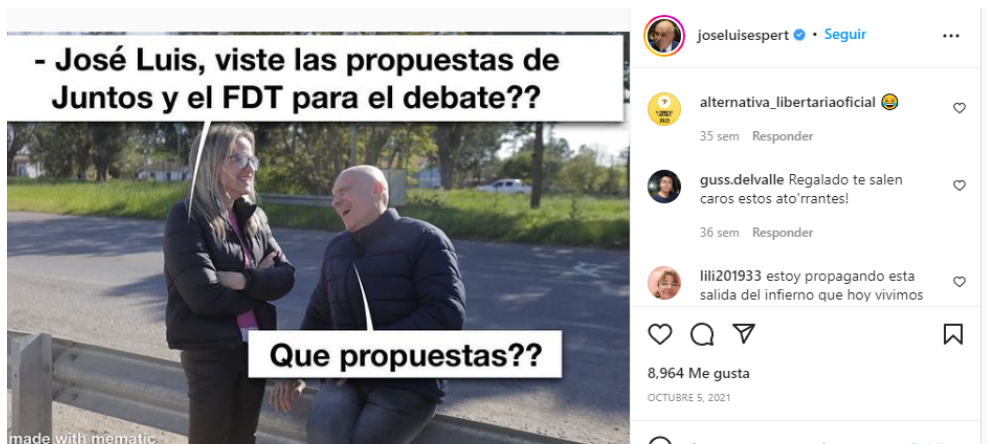 - José Luis, viste las propuestas de
Juntos y el FDT para el debate??
Que propuestas??
made with mematic
joseluisespert • Seguir
alternativa_libertariaoficial 😂
35 sem Responder
guss.delvalle Regalado te salen
caros estos ato'rrantes!
36 sem Responder
lili201933 estoy propagando esta
salida del infierno que hoy vivimos
8,964 Me gusta
OCTUBRE 5, 2021